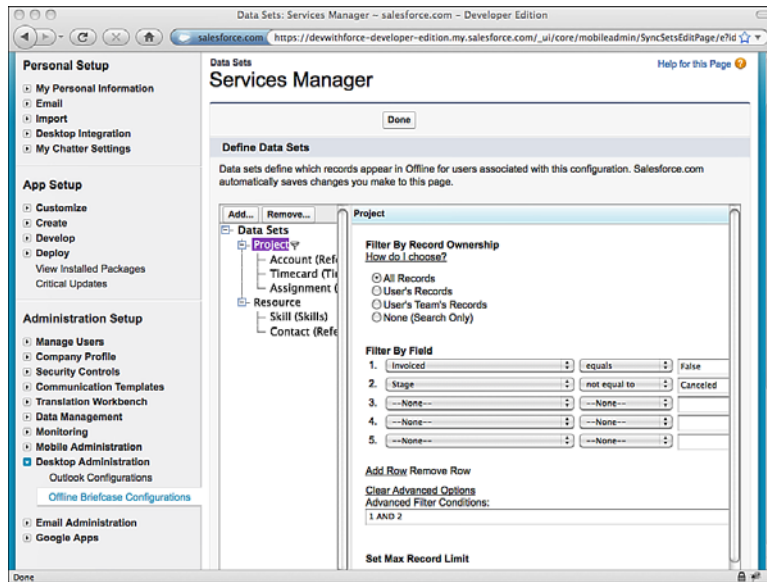 Data Sets: Services Manager – salesforce.com – Developer Edition
salesforce.com https://devwithforce-developer-edition.my.salesforce.com/_ui/core/mobileadmin/SyncSetsEditPage/e?id
Personal Setup
My Personal Information
Email
Import
Desktop Integration
My Chatter Settings
App Setup
Customize
Create
Develop
Deploy
View Installed Packages
Critical Updates
Administration Setup
Manage Users
Company Profile
Security Controls
Communication Templates
Translation Workbench
Data Management
Monitoring
Mobile Administration
Desktop Administration
Outlook Configurations
Offline Briefcase Configurations
Email Administration
Google Apps
Data Sets
Help for this Page ?
Services Manager
Done
Define Data Sets
Data sets define which records appear in Offline for users associated with this configuration. Salesforce.com
automatically saves changes you make to this page.
Add... Remove...
Data Sets
Project
Account (Refe
Timecard (Ti
Assignment (
Resource
Skill (Skills)
Contact (Refe
Project
Filter By Record Ownership
How do I choose?
All Records
User's Records
User's Team's Records
None (Search Only)
Filter By Field
1. Invoiced equals False
2. Stage not equal to Canceled
3. --None-- --None--
4. --None-- --None--
5. --None-- --None--
Add Row Remove Row
Clear Advanced Options
Advanced Filter Conditions:
1 AND 2
Set Max Record Limit
Done